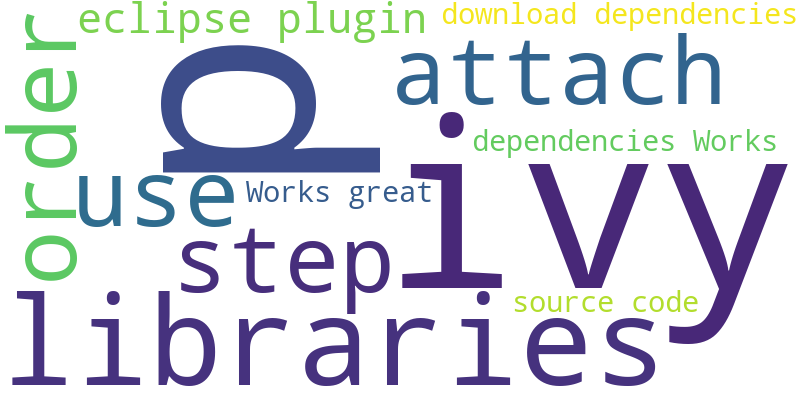 eclipse plugin
download dependencies
order
p
attach
ivy
dependencies Works
use
Works great
step
libraries
source code